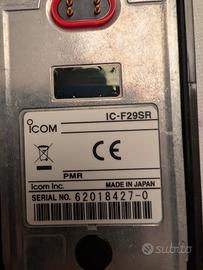 IC-F29SR
ICOM
CE
PMR
Icom Inc. MADE IN JAPAN
SERIAL NO. 62018427-0
subito